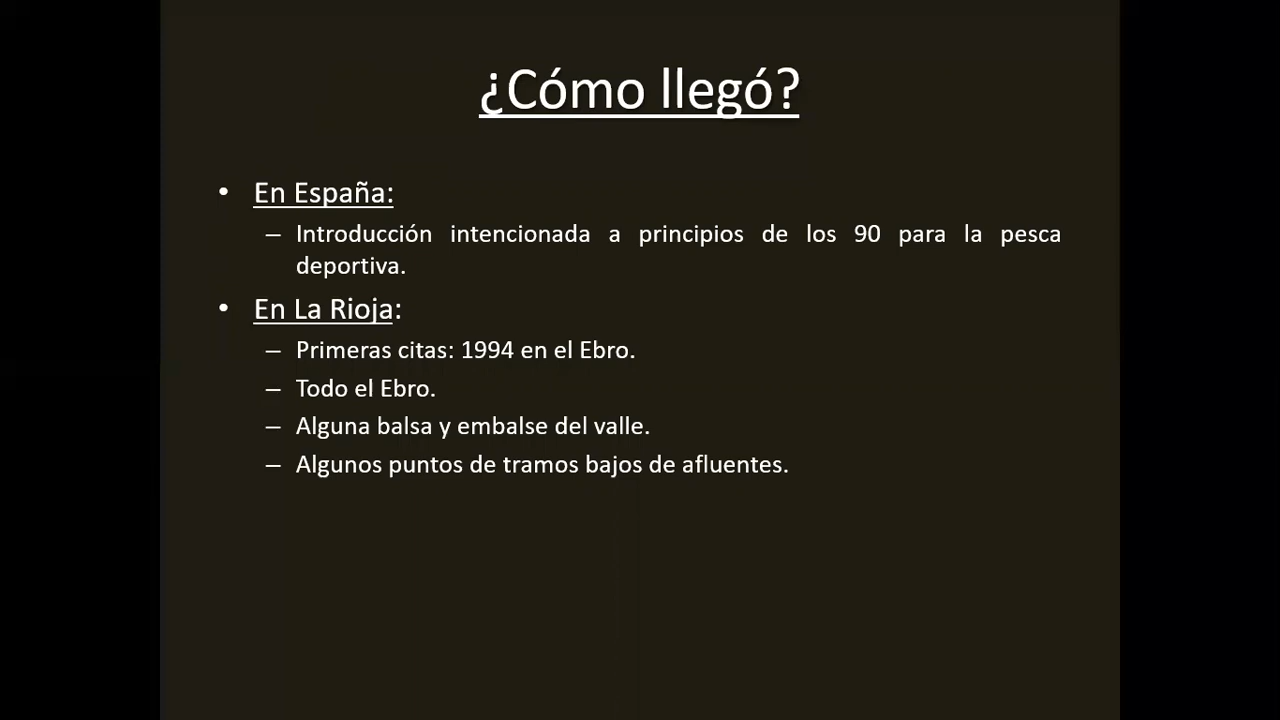 ¿Cómo llegó?
• En España:
– Introducción intencionada a principios de los 90 para la pesca
deportiva.
• En La Rioja:
– Primeras citas: 1994 en el Ebro.
– Todo el Ebro.
– Alguna balsa y embalse del valle.
– Algunos puntos de tramos bajos de afluentes.